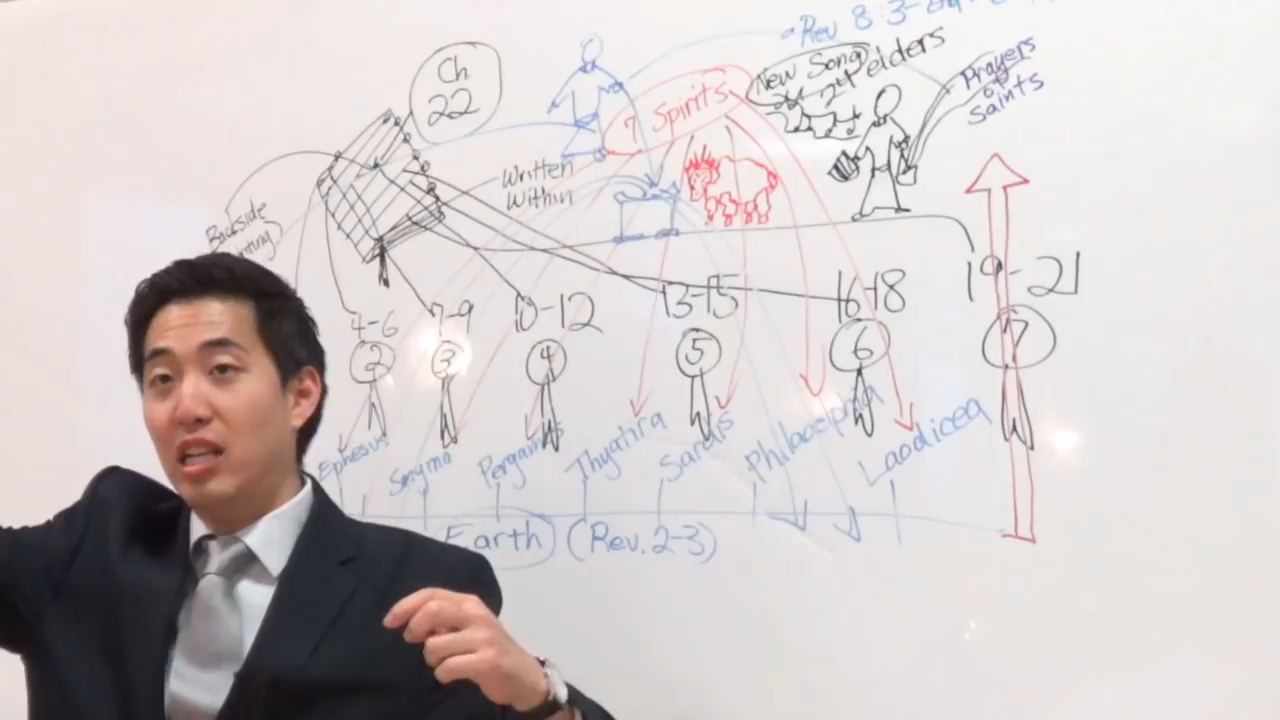 Rev 8:3-
Ch
22
New Song
24 elders
Prayers
of
Saints
7 Spirits
Written
Within
Backside
19-21
13-15
16-18
4-6
7-9
10-12
2
3
4
5
6
7
Ephesus
Smyrna
Pergamos
Thyatira
Sardis
Philadelphia
Laodicea
Earth (Rev. 2-3)